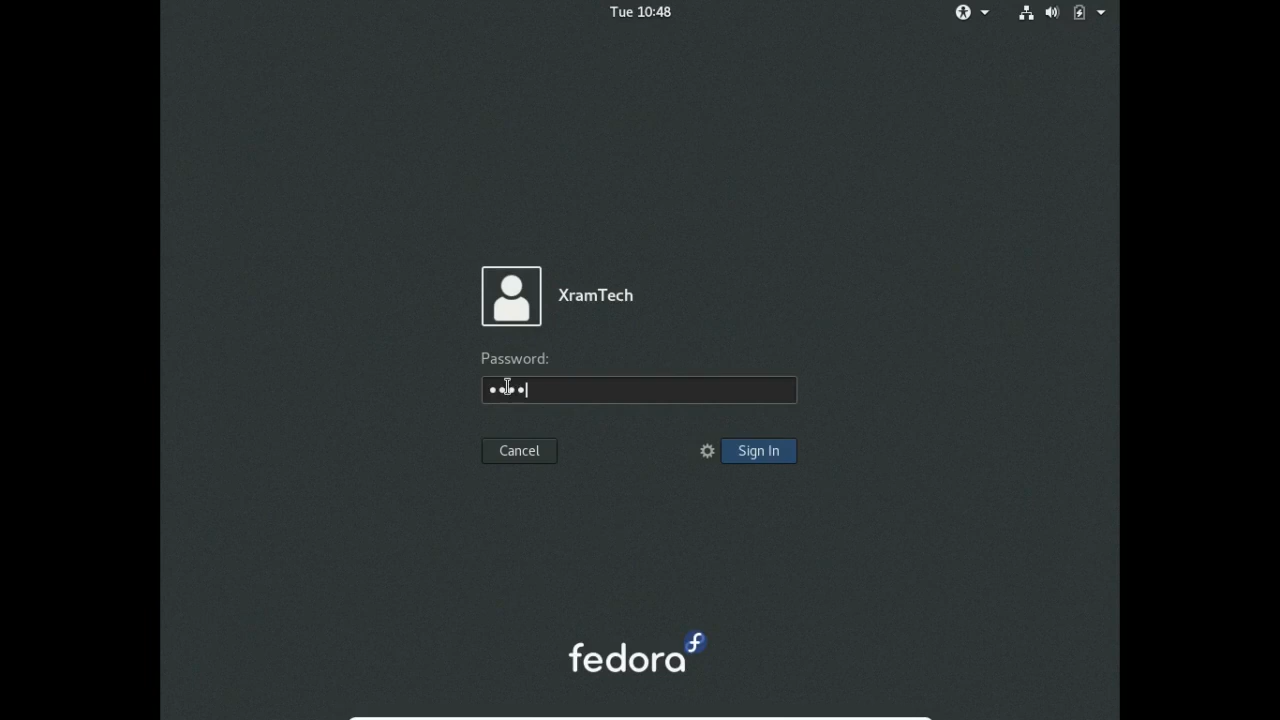 Tue 10:48
XramTech
Password:
••••
Cancel
Sign In
fedora